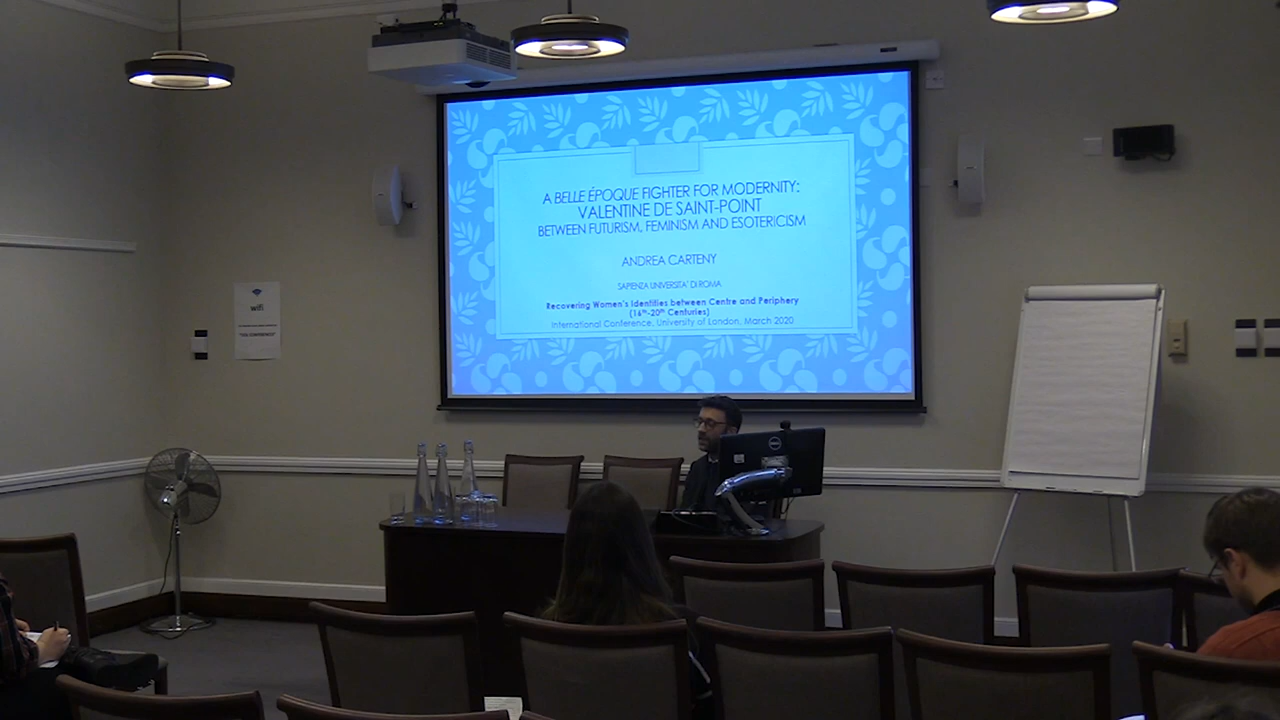 A BELLE ÉPOQUE FIGHTER FOR MODERNITY:
VALENTINE DE SAINT-POINT
BETWEEN FUTURISM, FEMINISM AND ESOTERICISM
ANDREA CARTENY
SAPIENZA UNIVERSITA' DI ROMA
Recovering Women's Identities between Centre and Periphery
(16th-20th Centuries)
International Conference, University of London, March 2020
wifi
DELL